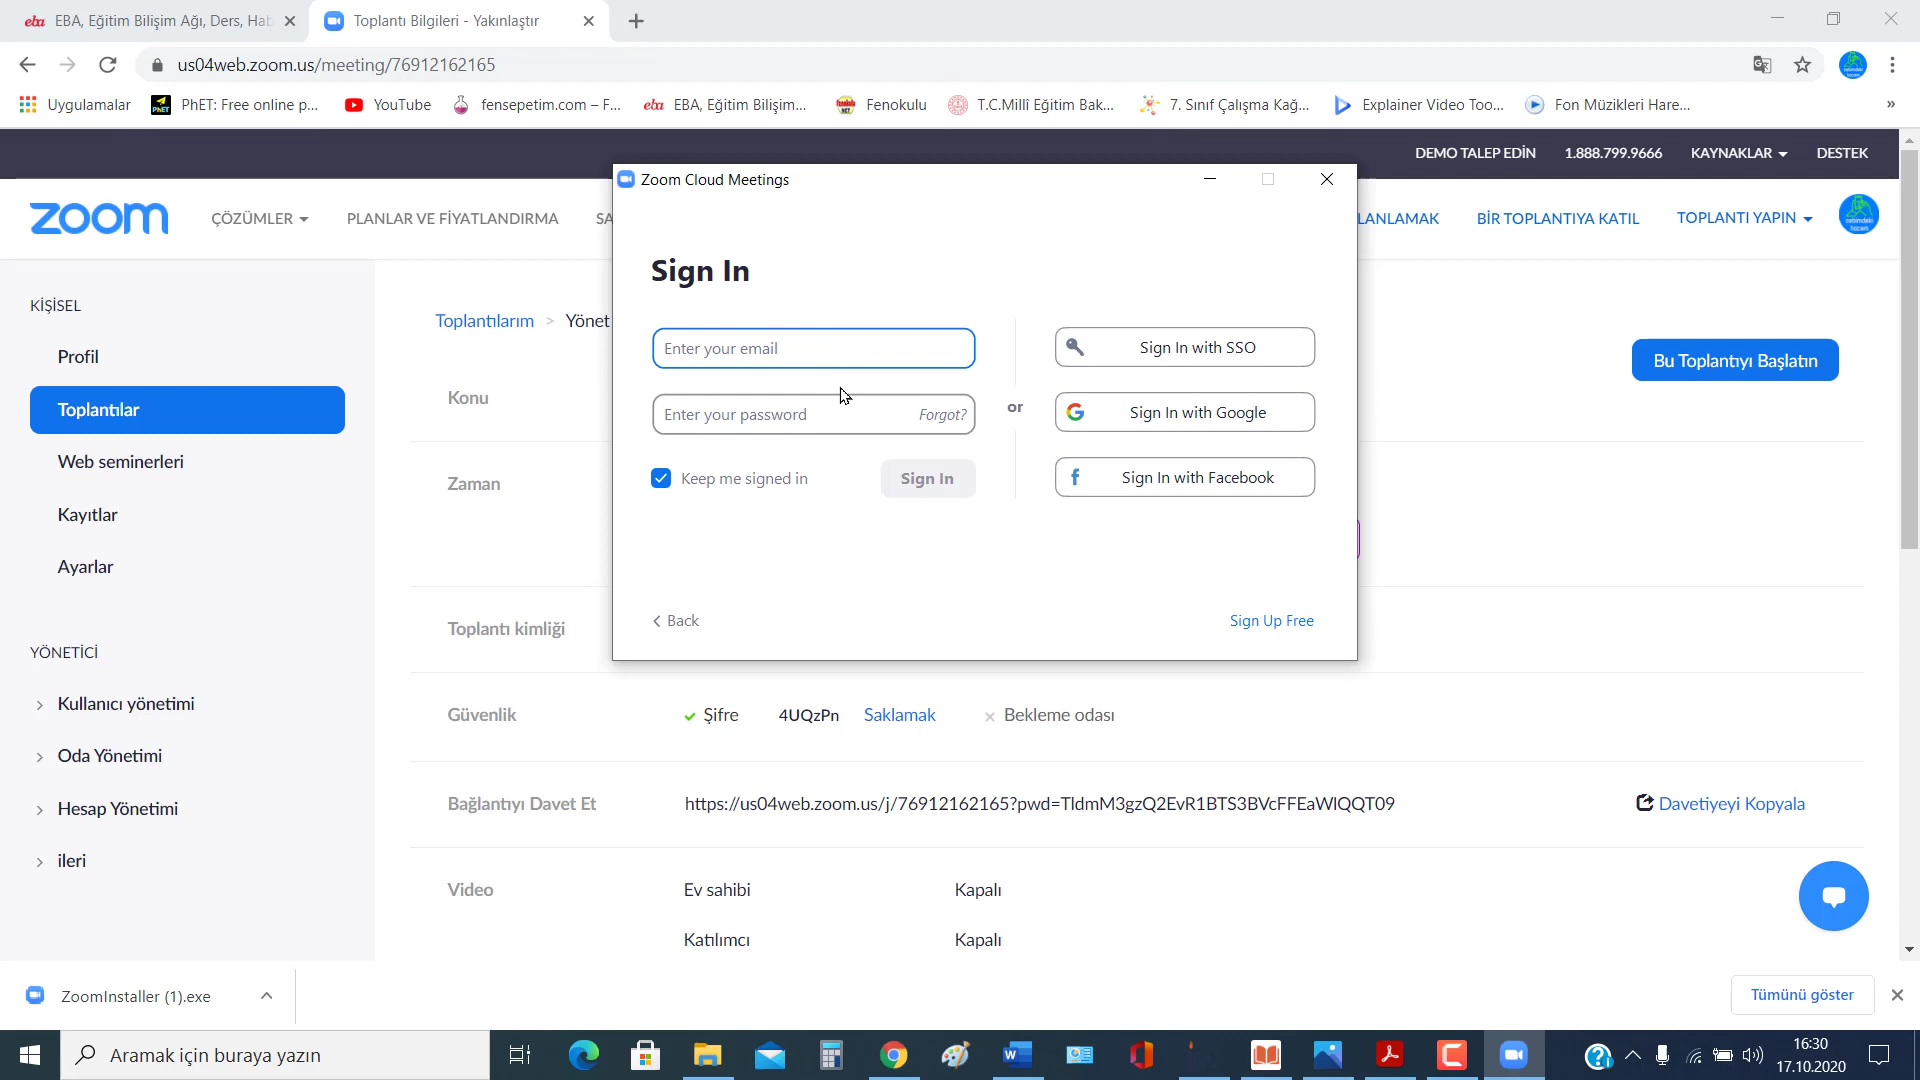 eba EBA, Eğitim Bilişim Ağı, Ders, Hab
Toplantı Bilgileri - Yakınlaştır
us04web.zoom.us/meeting/76912162165
Uygulamalar
PhET: Free online p...
YouTube
fensepetim.com – F...
eba EBA, Eğitim Bilişim...
Fenokulu
T.C.Millî Eğitim Bak...
7. Sınıf Çalışma Kağ...
Explainer Video Too...
Fon Müzikleri Hare...
»
DEMO TALEP EDİN
1.888.799.9666
KAYNAKLAR
DESTEK
zoom
ÇÖZÜMLER
PLANLAR VE FİYATLANDIRMA
SA
LANLAMAK
BİR TOPLANTIYA KATIL
TOPLANTI YAPIN
KİŞİSEL
Profil
Toplantılar
Web seminerleri
Kayıtlar
Ayarlar
YÖNETİCİ
Kullanıcı yönetimi
Oda Yönetimi
Hesap Yönetimi
ileri
Toplantılarım > Yönet
Bu Toplantıyı Başlatın
Konu
Zaman
Toplantı kimliği
Zoom Cloud Meetings
Sign In
Enter your email
Enter your password
Forgot?
Keep me signed in
Sign In
or
Sign In with SSO
Sign In with Google
Sign In with Facebook
< Back
Sign Up Free
Güvenlik
Şifre
4UQzPn
Saklamak
Bekleme odası
Bağlantıyı Davet Et
https://us04web.zoom.us/j/76912162165?pwd=TldmM3gzQ2EvR1BTS3BVcFFEaWlQQT09
Davetiyeyi Kopyala
Video
Ev sahibi
Kapalı
Katılımcı
Kapalı
ZoomInstaller (1).exe
Tümünü göster
Aramak için buraya yazın
16:30
17.10.2020